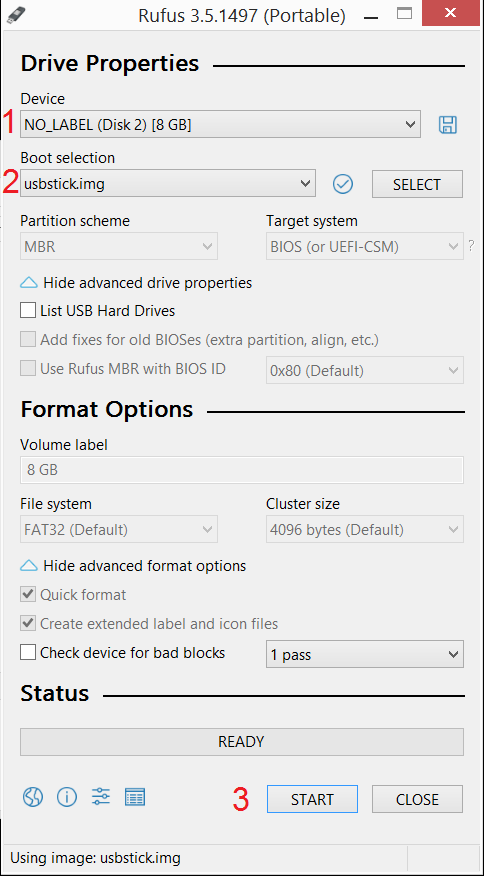 Rufus 3.5.1497 (Portable)
Drive Properties
Device
1 NO_LABEL (Disk 2) [8 GB]
Boot selection
2 usbstick.img SELECT
Partition scheme Target system
MBR BIOS (or UEFI-CSM) ?
Hide advanced drive properties
List USB Hard Drives
Add fixes for old BIOSes (extra partition, align, etc.)
Use Rufus MBR with BIOS ID 0x80 (Default)
Format Options
Volume label
8 GB
File system Cluster size
FAT32 (Default) 4096 bytes (Default)
Hide advanced format options
Quick format
Create extended label and icon files
Check device for bad blocks 1 pass
Status
READY
3 START CLOSE
Using image: usbstick.img